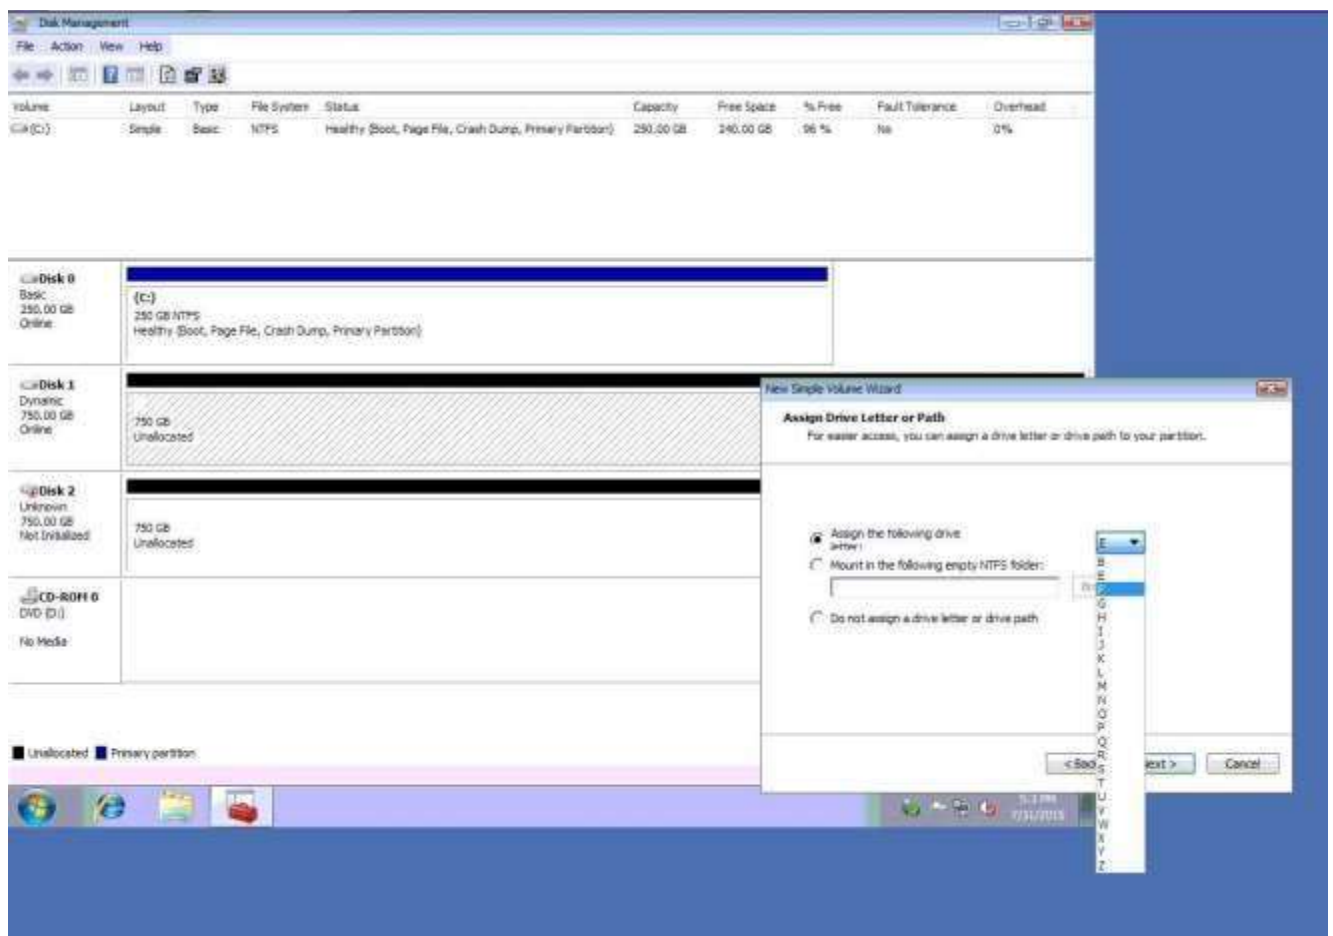 Disk Management
File Action View Help
Volume Layout Type File System Status Capacity Free Space % Free Fault Tolerance Overhead
(C:) Simple Basic NTFS Healthy (Boot, Page File, Crash Dump, Primary Partition) 250.00 GB 240.00 GB 96 % No 0%
Disk 0
Basic
250.00 GB
Online
(C:)
250 GB NTFS
Healthy (Boot, Page File, Crash Dump, Primary Partition)
Disk 1
Dynamic
750.00 GB
Online
750 GB
Unallocated
Disk 2
Unknown
750.00 GB
Not Initialized
750 GB
Unallocated
CD-ROM 0
DVD (D:)
No Media
Unallocated Primary partition
New Simple Volume Wizard
Assign Drive Letter or Path
For easier access, you can assign a drive letter or drive path to your partition.
Assign the following drive
letter:
E
Mount in the following empty NTFS folder:
Do not assign a drive letter or drive path
B
E
G
H
I
J
K
L
M
N
O
P
Q
R
S
T
U
V
W
X
Y
Z
< Back
Next >
Cancel
7/31/2015